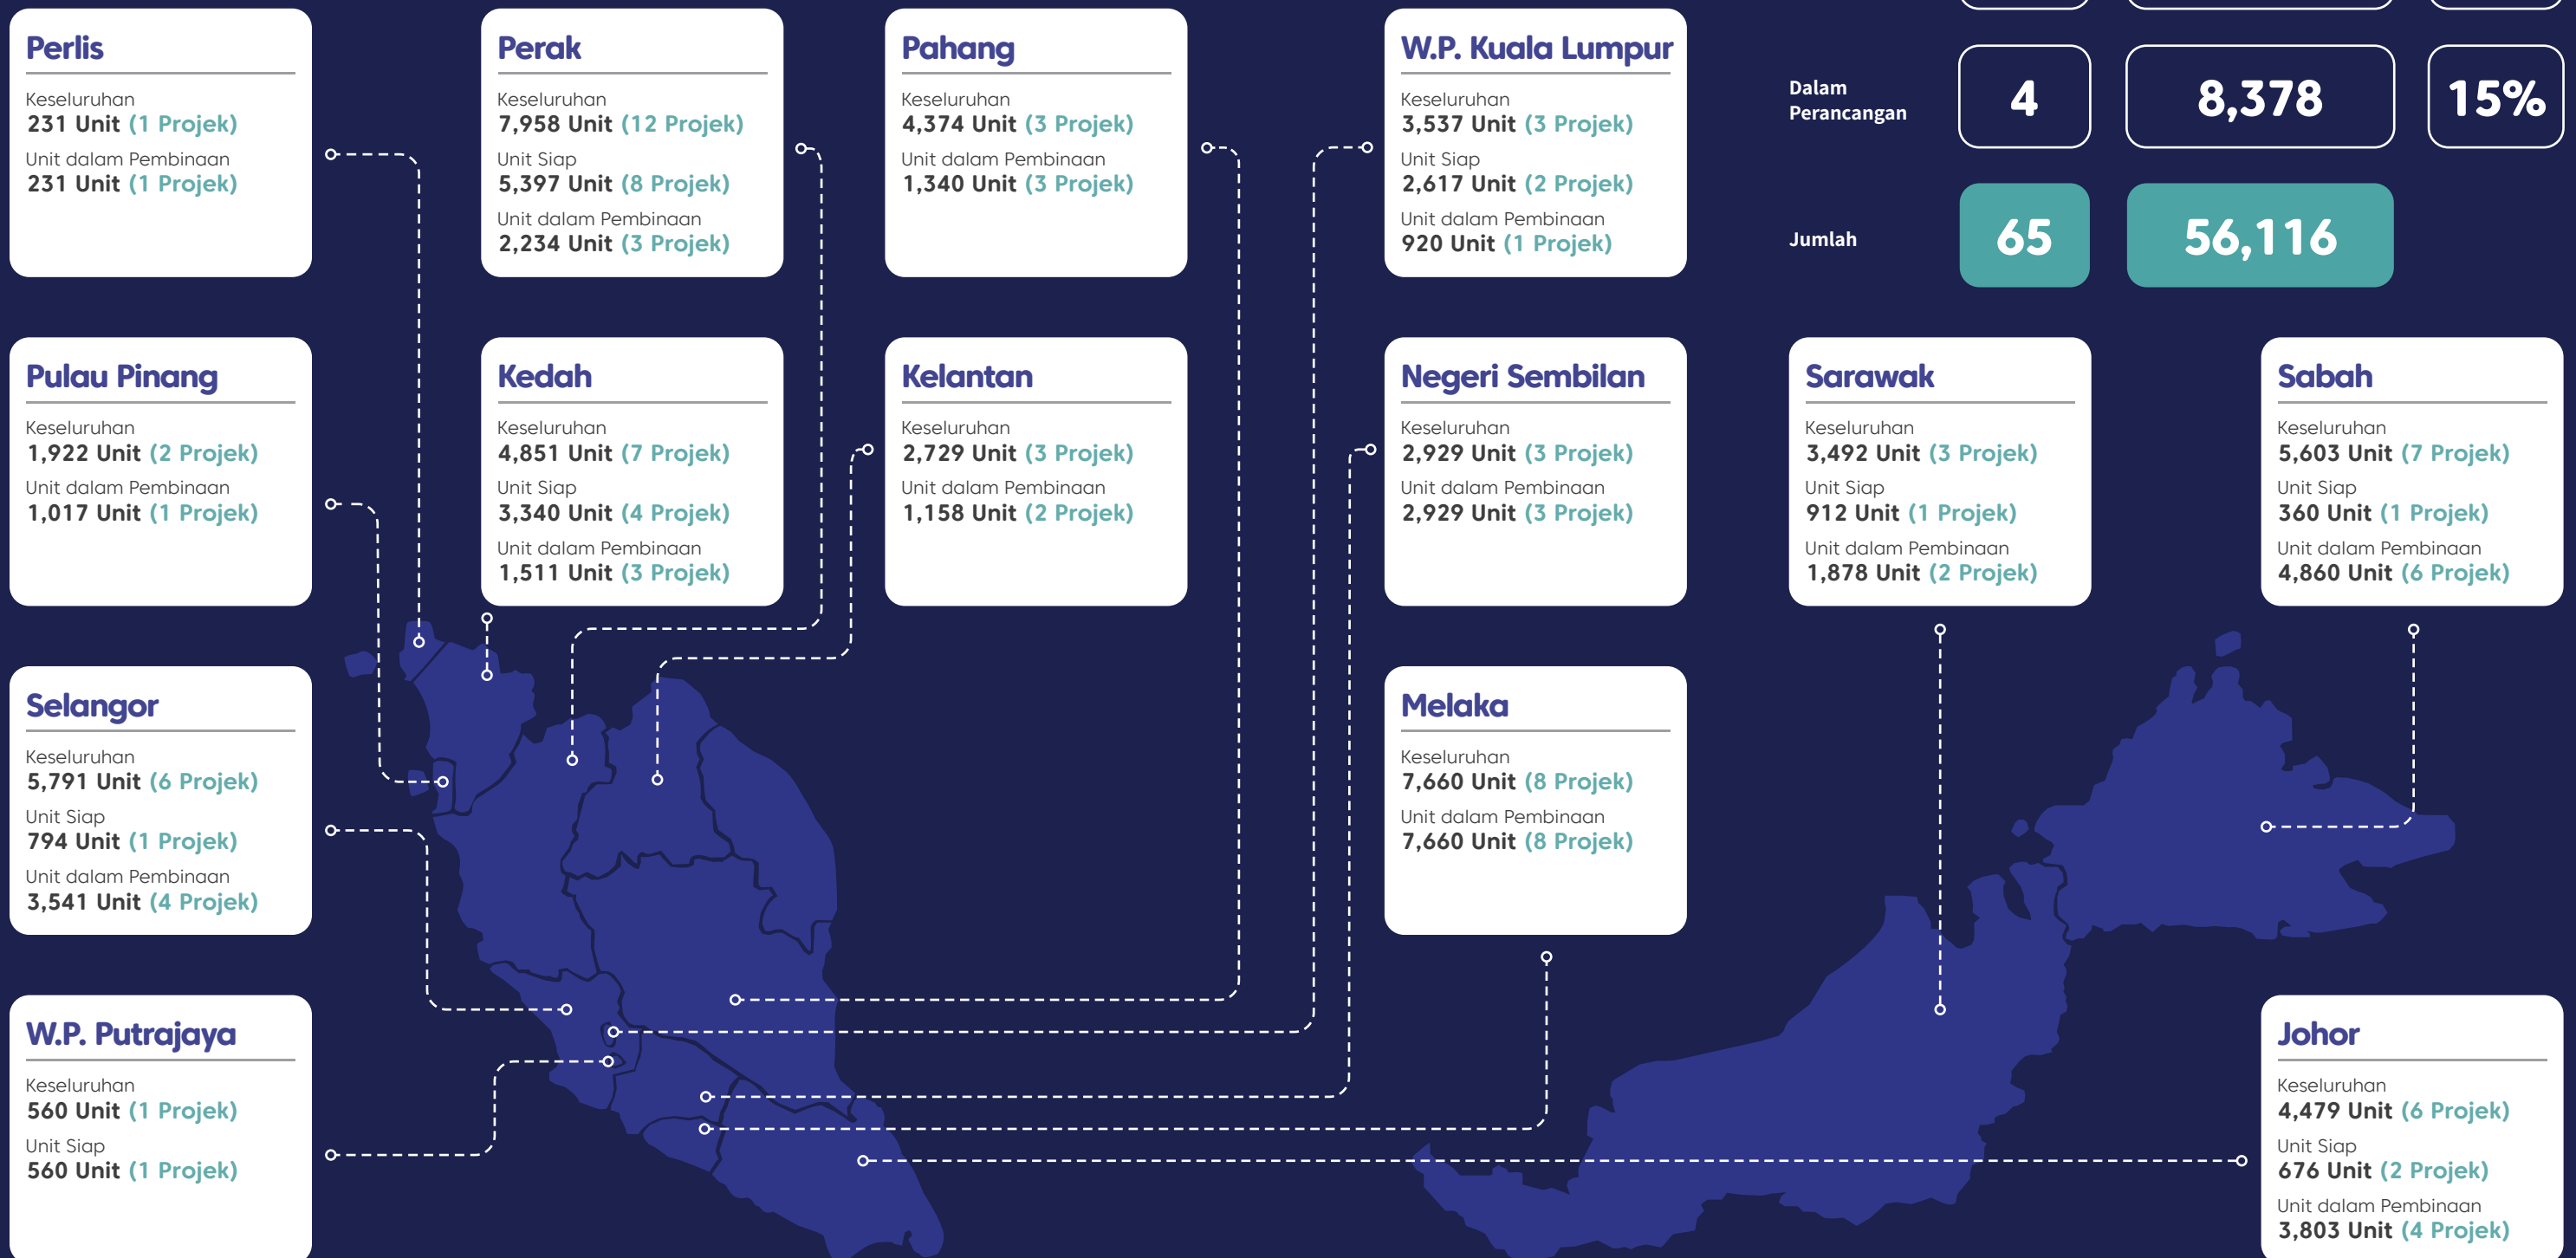 Perlis
Keseluruhan
231 Unit (1 Projek)
Unit dalam Pembinaan
231 Unit (1 Projek)
Perak
Keseluruhan
7,958 Unit (12 Projek)
Unit Siap
5,397 Unit (8 Projek)
Unit dalam Pembinaan
2,234 Unit (3 Projek)
Pahang
Keseluruhan
4,374 Unit (3 Projek)
Unit dalam Pembinaan
1,340 Unit (3 Projek)
W.P. Kuala Lumpur
Keseluruhan
3,537 Unit (3 Projek)
Unit Siap
2,617 Unit (2 Projek)
Unit dalam Pembinaan
920 Unit (1 Projek)
Dalam
Perancangan
4
8,378
15%
Jumlah
65
56,116
Pulau Pinang
Keseluruhan
1,922 Unit (2 Projek)
Unit dalam Pembinaan
1,017 Unit (1 Projek)
Kedah
Keseluruhan
4,851 Unit (7 Projek)
Unit Siap
3,340 Unit (4 Projek)
Unit dalam Pembinaan
1,511 Unit (3 Projek)
Kelantan
Keseluruhan
2,729 Unit (3 Projek)
Unit dalam Pembinaan
1,158 Unit (2 Projek)
Negeri Sembilan
Keseluruhan
2,929 Unit (3 Projek)
Unit dalam Pembinaan
2,929 Unit (3 Projek)
Sarawak
Keseluruhan
3,492 Unit (3 Projek)
Unit Siap
912 Unit (1 Projek)
Unit dalam Pembinaan
1,878 Unit (2 Projek)
Sabah
Keseluruhan
5,603 Unit (7 Projek)
Unit Siap
360 Unit (1 Projek)
Unit dalam Pembinaan
4,860 Unit (6 Projek)
Selangor
Keseluruhan
5,791 Unit (6 Projek)
Unit Siap
794 Unit (1 Projek)
Unit dalam Pembinaan
3,541 Unit (4 Projek)
Melaka
Keseluruhan
7,660 Unit (8 Projek)
Unit dalam Pembinaan
7,660 Unit (8 Projek)
W.P. Putrajaya
Keseluruhan
560 Unit (1 Projek)
Unit Siap
560 Unit (1 Projek)
Johor
Keseluruhan
4,479 Unit (6 Projek)
Unit Siap
676 Unit (2 Projek)
Unit dalam Pembinaan
3,803 Unit (4 Projek)